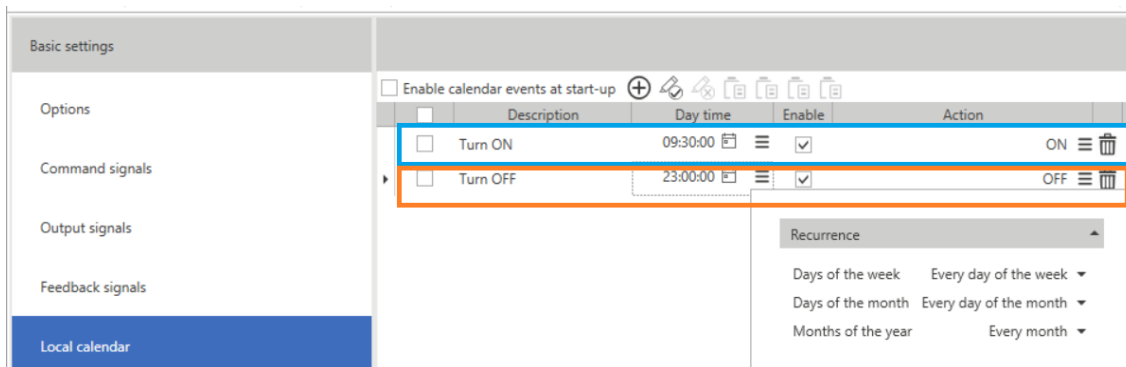 Basic settings
Options
Command signals
Output signals
Feedback signals
Local calendar
Enable calendar events at start-up
Description Day time Enable Action
Turn ON 09:30:00 ON
Turn OFF 23:00:00 OFF
Recurrence
Days of the week Every day of the week
Days of the month Every day of the month
Months of the year Every month